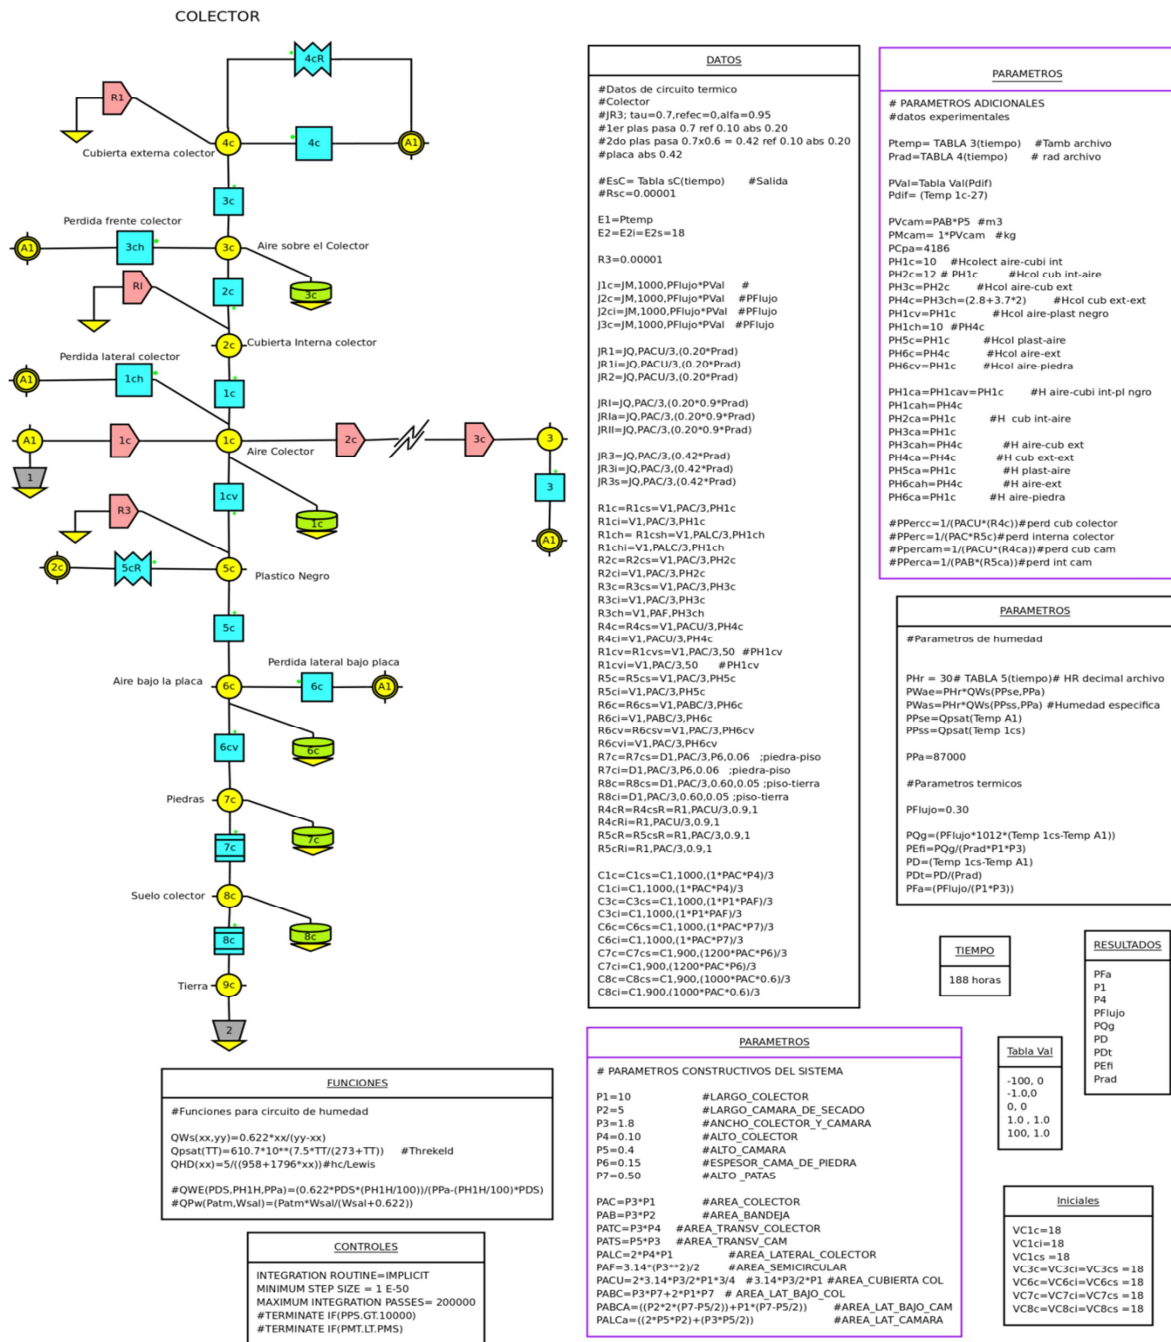 COLECTOR
4cR
R1
4c
4c
A1
Cubierta externa colector
3c
Perdida frente colector
A1
3ch
3c
Aire sobre el Colector
3c
RI
2c
2c
Cubierta Interna colector
Perdida lateral colector
A1
1ch
1c
A1
1c
1c
2c
3c
3
Aire Colector
1
3
1cv
1c
R3
A1
2c
5cR
5c
Plastico Negro
5c
Perdida lateral bajo placa
Aire bajo la placa
6c
6c
A1
6cv
6c
Piedras
7c
7c
7c
Suelo colector
8c
8c
8c
Tierra
9c
2
DATOS
#Datos de circuito termico
#Colector
#JR3; tau=0.7,refec=0,alfa=0.95
#1er plas pasa 0.7 ref 0.10 abs 0.20
#2do plas pasa 0.7x0.6 = 0.42 ref 0.10 abs 0.20
#placa abs 0.42
#EsC= Tabla sC(tiempo) #Salida
#Rsc=0.00001
E1=Ptemp
E2=E2i=E2s=18
R3=0.00001
J1c=JM,1000,PFlujo*PVal #
J2c=JM,1000,PFlujo*PVal #PFlujo
J2ci=JM,1000,PFlujo*PVal #PFlujo
J3c=JM,1000,PFlujo*PVal #PFlujo
JR1=JQ,PACU/3,(0.20*Prad)
JR1i=JQ,PACU/3,(0.20*Prad)
JR2=JQ,PACU/3,(0.20*Prad)
JRI=JQ,PAC/3,(0.20*0.9*Prad)
JRIa=JQ,PAC/3,(0.20*0.9*Prad)
JRII=JQ,PAC/3,(0.20*0.9*Prad)
JR3=JQ,PAC/3,(0.42*Prad)
JR3i=JQ,PAC/3,(0.42*Prad)
JR3s=JQ,PAC/3,(0.42*Prad)
R1c=R1cs=V1,PAC/3,PH1c
R1ci=V1,PAC/3,PH1c
R1ch= R1csh=V1,PALC/3,PH1ch
R1chi=V1,PALC/3,PH1ch
R2c=R2cs=V1,PAC/3,PH2c
R2ci=V1,PAC/3,PH2c
R3c=R3cs=V1,PAC/3,PH3c
R3ci=V1,PAC/3,PH3c
R3ch=V1,PAF,PH3ch
R4c=R4cs=V1,PACU/3,PH4c
R4ci=V1,PACU/3,PH4c
R1cv=R1cvs=V1,PAC/3,50 #PH1cv
R1cvi=V1,PAC/3,50 #PH1cv
R5c=R5cs=V1,PAC/3,PH5c
R5ci=V1,PAC/3,PH5c
R6c=R6cs=V1,PABC/3,PH6c
R6ci=V1,PABC/3,PH6c
R6cv=R6csv=V1,PAC/3,PH6cv
R6cvi=V1,PAC/3,PH6cv
R7c=R7cs=D1,PAC/3,P6,0.06 ;piedra-piso
R7ci=D1,PAC/3,P6,0.06 ;piedra-piso
R8c=R8cs=D1,PAC/3,0.60,0.05 ;piso-tierra
R8ci=D1,PAC/3,0.60,0.05 ;piso-tierra
R4cR=R4csR=R1,PACU/3,0.9,1
R4cRi=R1,PACU/3,0.9,1
R5cR=R5csR=R1,PAC/3,0.9,1
R5cRi=R1,PAC/3,0.9,1
C1c=C1cs=C1,1000,(1*PAC*P4)/3
C1ci=C1,1000,(1*PAC*P4)/3
C3c=C3cs=C1,1000,(1*P1*PAF)/3
C3ci=C1,1000,(1*P1*PAF)/3
C6c=C6cs=C1,1000,(1*PAC*P7)/3
C6ci=C1,1000,(1*PAC*P7)/3
C7c=C7cs=C1,900,(1200*PAC*P6)/3
C7ci=C1,900,(1200*PAC*P6)/3
C8c=C8cs=C1,900,(1000*PAC*0.6)/3
C8ci=C1,900,(1000*PAC*0.6)/3
PARAMETROS
# PARAMETROS ADICIONALES
#datos experimentales
Ptemp= TABLA 3(tiempo) #Tamb archivo
Prad=TABLA 4(tiempo) # rad archivo
PVal=Tabla Val(Pdif)
Pdif= (Temp 1c-27)
PVcam=PAB*P5 #m3
PMcam= 1*PVcam #kg
PCpa=4186
PH1c=10 #Hcolect aire-cubi int
PH2c=12 # PH1c #Hcol cub int-aire
PH3c=PH2c #Hcol aire-cub ext
PH4c=PH3ch=(2.8+3.7*2) #Hcol cub ext-ext
PH1cv=PH1c #Hcol aire-plast negro
PH1ch=10 #PH4c
PH5c=PH1c #Hcol plast-aire
PH6c=PH4c #Hcol aire-ext
PH6cv=PH1c #Hcol aire-piedra
PH1ca=PH1cav=PH1c #H aire-cubi int-pl ngro
PH1cah=PH4c
PH2ca=PH1c #H cub int-aire
PH3ca=PH1c
PH3cah=PH4c #H aire-cub ext
PH4ca=PH4c #H cub ext-ext
PH5ca=PH1c #H plast-aire
PH6cah=PH4c #H aire-ext
PH6ca=PH1c #H aire-piedra
#PPercc=1/(PACU*(R4c))#perd cub colector
#PPerc=1/(PAC*R5c)#perd interna colector
#Ppercam=1/(PACU*(R4ca))#perd cub cam
#PPerca=1/(PAB*(R5ca))#perd int cam
PARAMETROS
#Parametros de humedad
PHr = 30# TABLA 5(tiempo)# HR decimal archivo
PWae=PHr*QWs(PPse,PPa)
PWas=PHr*QWs(PPss,PPa) #Humedad especifica
PPse=Qpsat(Temp A1)
PPss=Qpsat(Temp 1cs)
PPa=87000
#Parametros termicos
PFlujo=0.30
PQg=(PFlujo*1012*(Temp 1cs-Temp A1))
PEfi=PQg/(Prad*P1*P3)
PD=(Temp 1cs-Temp A1)
PDt=PD/(Prad)
PFa=(PFlujo/(P1*P3))
TIEMPO
188 horas
RESULTADOS
PFa
P1
P4
PFlujo
PQg
PD
PDt
PEfi
Prad
Tabla Val
-100, 0
-1.0,0
0, 0
1.0 , 1.0
100, 1.0
PARAMETROS
# PARAMETROS CONSTRUCTIVOS DEL SISTEMA
P1=10 #LARGO_COLECTOR
P2=5 #LARGO_CAMARA_DE_SECADO
P3=1.8 #ANCHO_COLECTOR_Y_CAMARA
P4=0.10 #ALTO_COLECTOR
P5=0.4 #ALTO_CAMARA
P6=0.15 #ESPESOR_CAMA_DE_PIEDRA
P7=0.50 #ALTO _PATAS
PAC=P3*P1 #AREA_COLECTOR
PAB=P3*P2 #AREA_BANDEJA
PATC=P3*P4 #AREA_TRANSV_COLECTOR
PATS=P5*P3 #AREA_TRANSV_CAM
PALC=2*P4*P1 #AREA_LATERAL_COLECTOR
PAF=3.14*(P3**2)/2 #AREA_SEMICIRCULAR
PACU=2*3.14*P3/2*P1*3/4 #3.14*P3/2*P1 #AREA_CUBIERTA COL
PABC=P3*P7+2*P1*P7 # AREA_LAT_BAJO_COL
PABCA=((P2*2*(P7-P5/2))+P1*(P7-P5/2)) #AREA_LAT_BAJO_CAM
PALCa=((2*P5*P2)+(P3*P5/2)) #AREA_LAT_CAMARA
Iniciales
VC1c=18
VC1ci=18
VC1cs =18
VC3c=VC3ci=VC3cs =18
VC6c=VC6ci=VC6cs =18
VC7c=VC7ci=VC7cs =18
VC8c=VC8ci=VC8cs =18
FUNCIONES
#Funciones para circuito de humedad
QWs(xx,yy)=0.622*xx/(yy-xx)
Qpsat(TT)=610.7*10**(7.5*TT/(273+TT)) #Threkeld
QHD(xx)=5/((958+1796*xx))#hc/Lewis
#QWE(PDS,PH1H,PPa)=(0.622*PDS*(PH1H/100))/(PPa-(PH1H/100)*PDS)
#QPw(Patm,Wsal)=(Patm*Wsal/(Wsal+0.622))
CONTROLES
INTEGRATION ROUTINE=IMPLICIT
MINIMUM STEP SIZE = 1 E-50
MAXIMUM INTEGRATION PASSES= 200000
#TERMINATE IF(PPS.GT.10000)
#TERMINATE IF(PMT.LT.PMS)